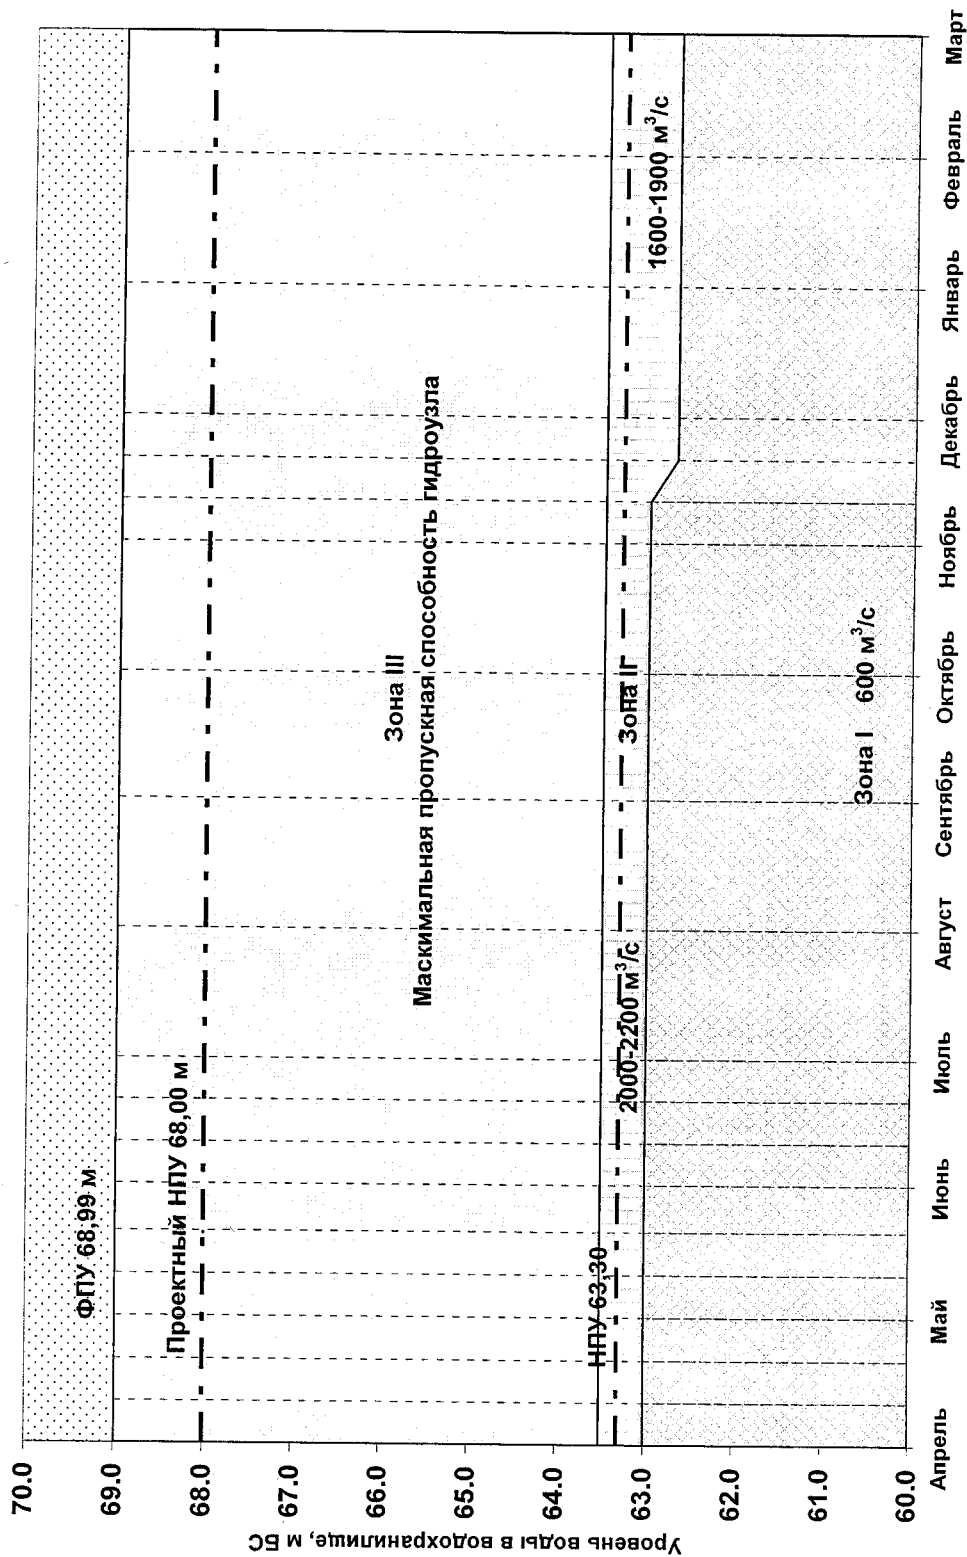 ФПУ 68,99 м
Проектный НПУ 68,00 м
Зона III
Маскимальная пропускная способность гидроузла
НПУ 63,30
2000-2200 м³/с
Зона II
1600-1900 м³/с
Зона I 600 м³/с
Уровень воды в водохранилище, м БС
70.0
69.0
68.0
67.0
66.0
65.0
64.0
63.0
62.0
61.0
60.0
Апрель
Май
Июнь
Июль
Август
Сентябрь
Октябрь
Ноябрь
Декабрь
Январь
Февраль
Март